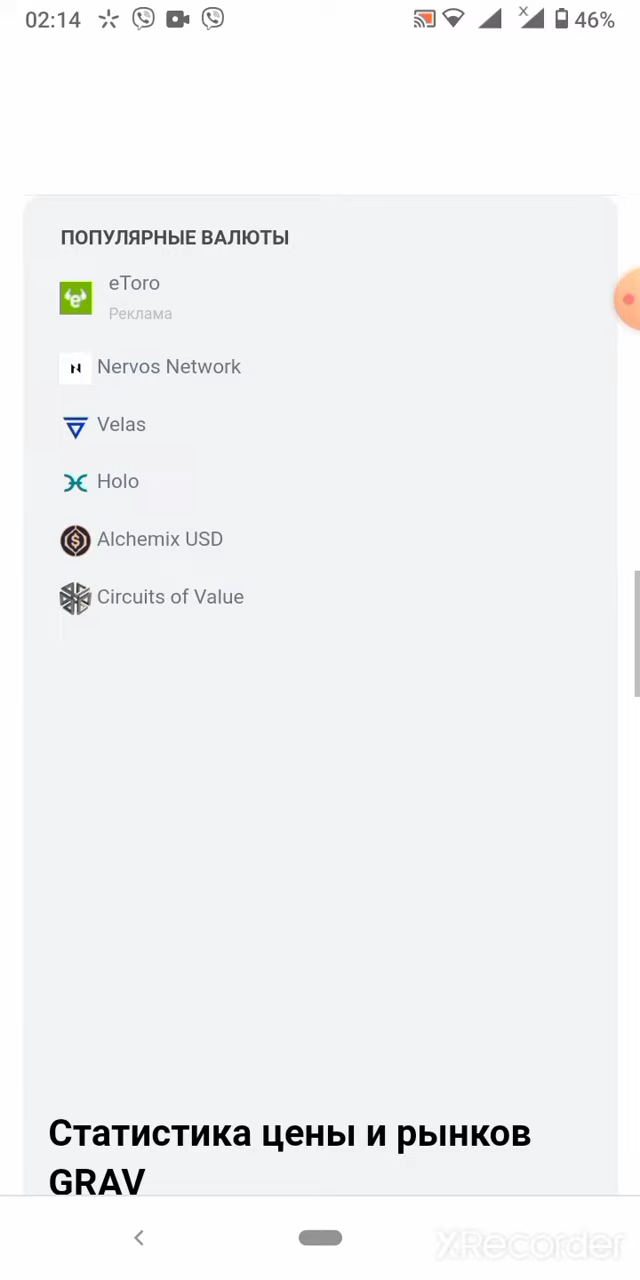 02:14
46%
ПОПУЛЯРНЫЕ ВАЛЮТЫ
eToro
Реклама
Nervos Network
Velas
Holo
Alchemix USD
Circuits of Value
Статистика цены и рынков
GRAV
XRecorder